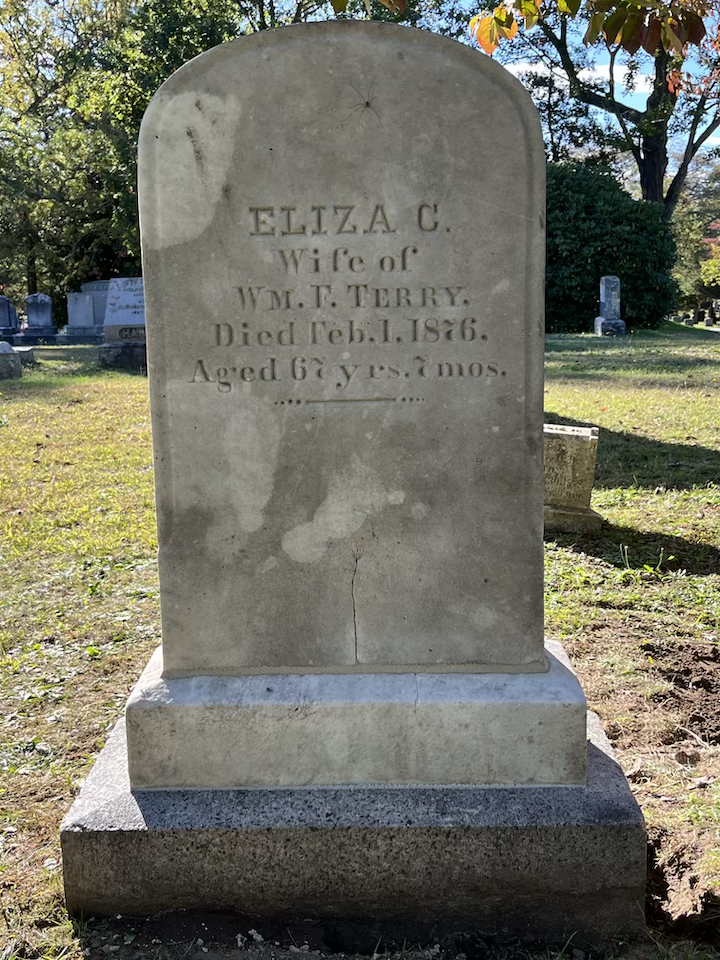 ELIZA C.
Wife of
WM. F. TERRY,
Died Feb. 1, 1876.
Aged 67 yrs. 7 mos.